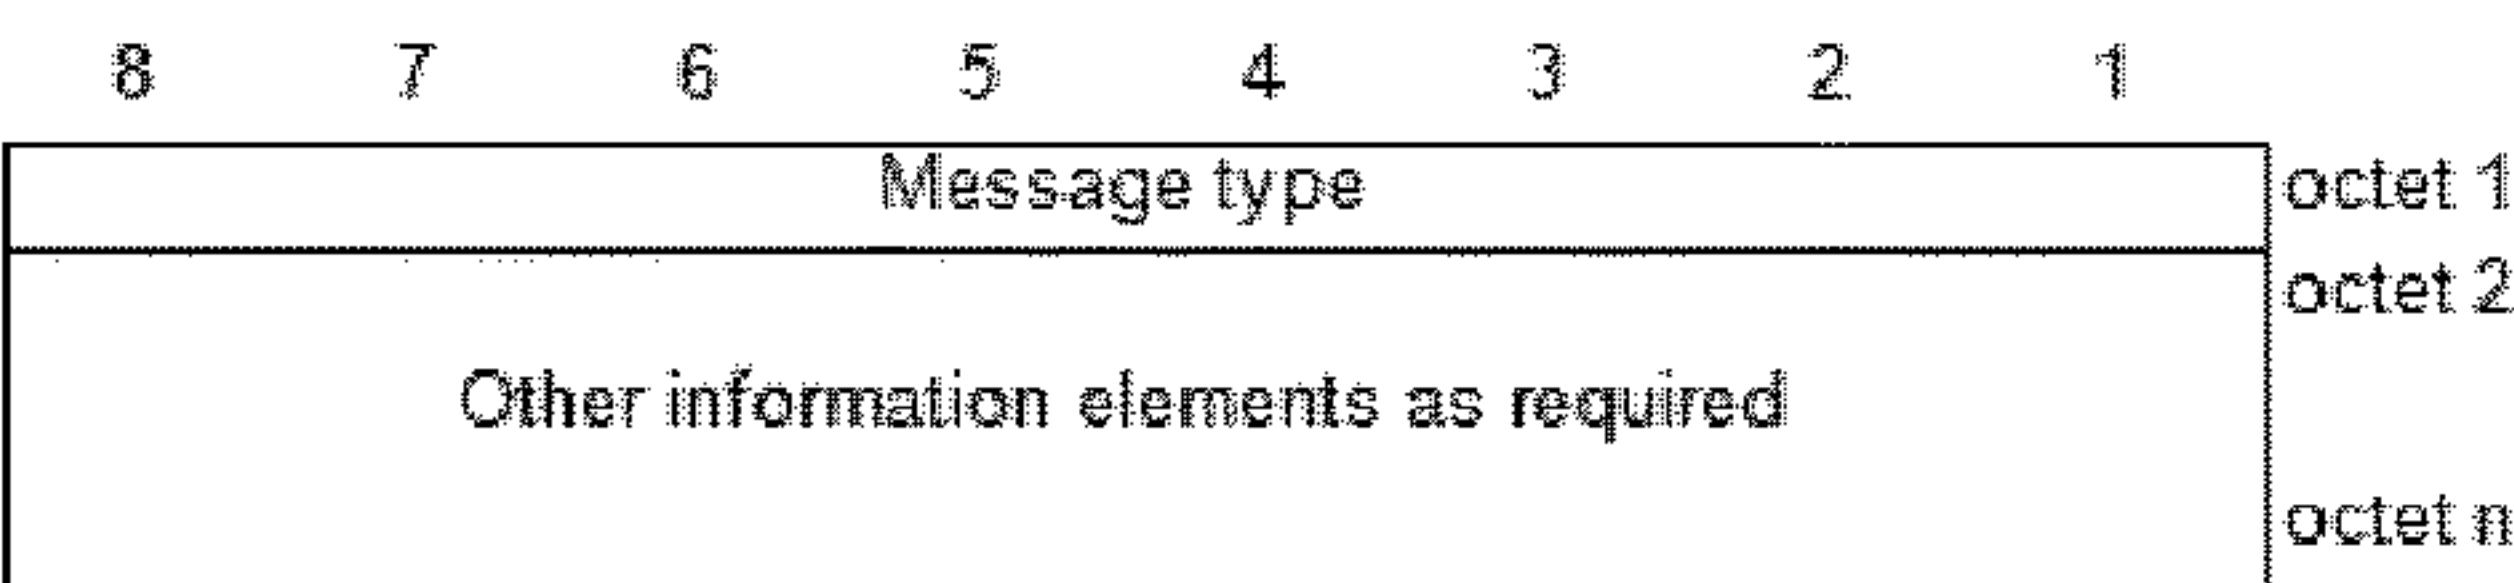 8 7 6 5 4 3 2 1
Message type octet 1
octet 2
Other information elements as required
octet n